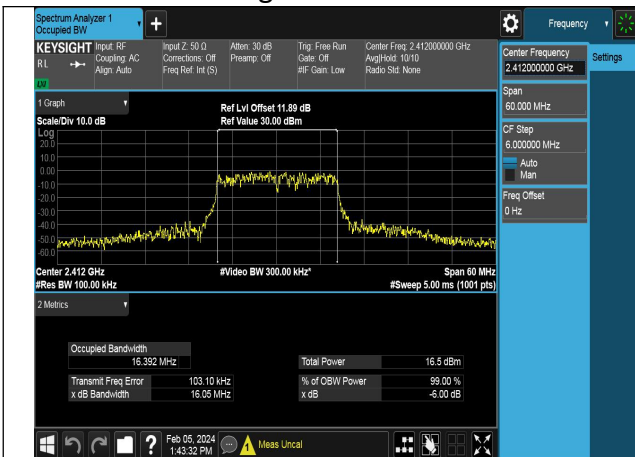 Spectrum Analyzer 1
Occupied BW
Frequency
KEYSIGHT
R L
LNI
Input: RF
Coupling: AC
Align: Auto
Input Z: 50 Ω
Corrections: Off
Freq Ref: Int (S)
Atten: 30 dB
Preamp: Off
Trig: Free Run
Gate: Off
#IF Gain: Low
Center Freq: 2.412000000 GHz
Avg|Hold: 10/10
Radio Std: None
Center Frequency
2.412000000 GHz
Settings
Span
60.000 MHz
CF Step
6.000000 MHz
Auto
Man
Freq Offset
0 Hz
1 Graph
Scale/Div 10.0 dB
Ref Lvl Offset 11.89 dB
Ref Value 30.00 dBm
Log
20.0
10.0
0.00
-10.0
-20.0
-30.0
-40.0
-50.0
-60.0
Center 2.412 GHz
#Video BW 300.00 kHz*
Span 60 MHz
#Res BW 100.00 kHz
#Sweep 5.00 ms (1001 pts)
2 Metrics
Occupied Bandwidth
16.392 MHz
Total Power 16.5 dBm
Transmit Freq Error 103.10 kHz
% of OBW Power 99.00 %
x dB Bandwidth 16.05 MHz
x dB -6.00 dB
Feb 05, 2024
1:43:32 PM
Meas Uncal